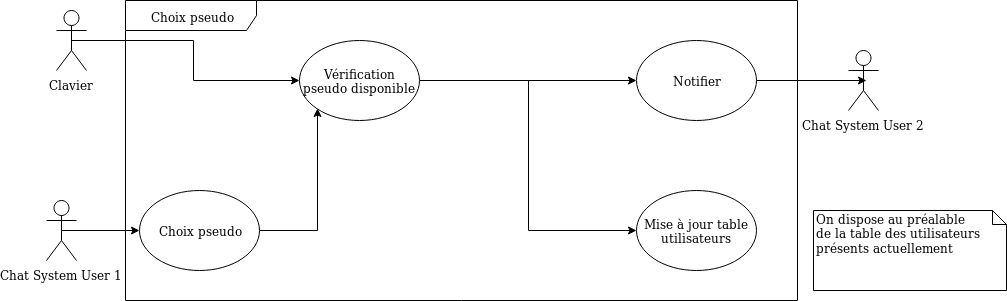 Choix pseudo
Clavier
Vérification
pseudo disponible
Notifier
Chat System User 2
Chat System User 1
Choix pseudo
Mise à jour table
utilisateurs
On dispose au préalable
de la table des utilisateurs
présents actuellement